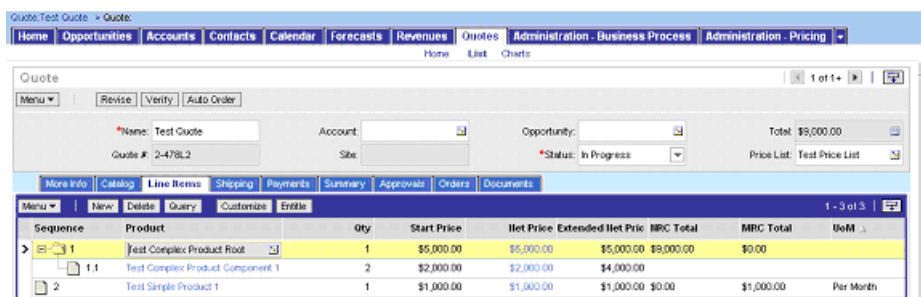 Quote:Test Quote > Quote:
Home Opportunities Accounts Contacts Calendar Forecasts Revenues Quotes Administration - Business Process Administration - Pricing
Home List Charts
Quote 1 of 1+
Menu Revise Verify Auto Order
*Name: Test Quote Account: Opportunity: Total: $9,000.00
Quote #: 2-478L2 Site: *Status: In Progress Price List: Test Price List
More Info Catalog Line Items Shipping Payments Summary Approvals Orders Documents
Menu New Delete Query Customize Entitle 1 - 3 of 3
Sequence Product Qty Start Price Net Price Extended Net Pric NRC Total MRC Total UoM
1 Test Complex Product Root 1 $5,000.00 $5,000.00 $5,000.00 $9,000.00 $0.00
1.1 Test Complex Product Component 1 2 $2,000.00 $2,000.00 $4,000.00
2 Test Simple Product 1 1 $1,000.00 $1,000.00 $1,000.00 $0.00 $1,000.00 Per Month